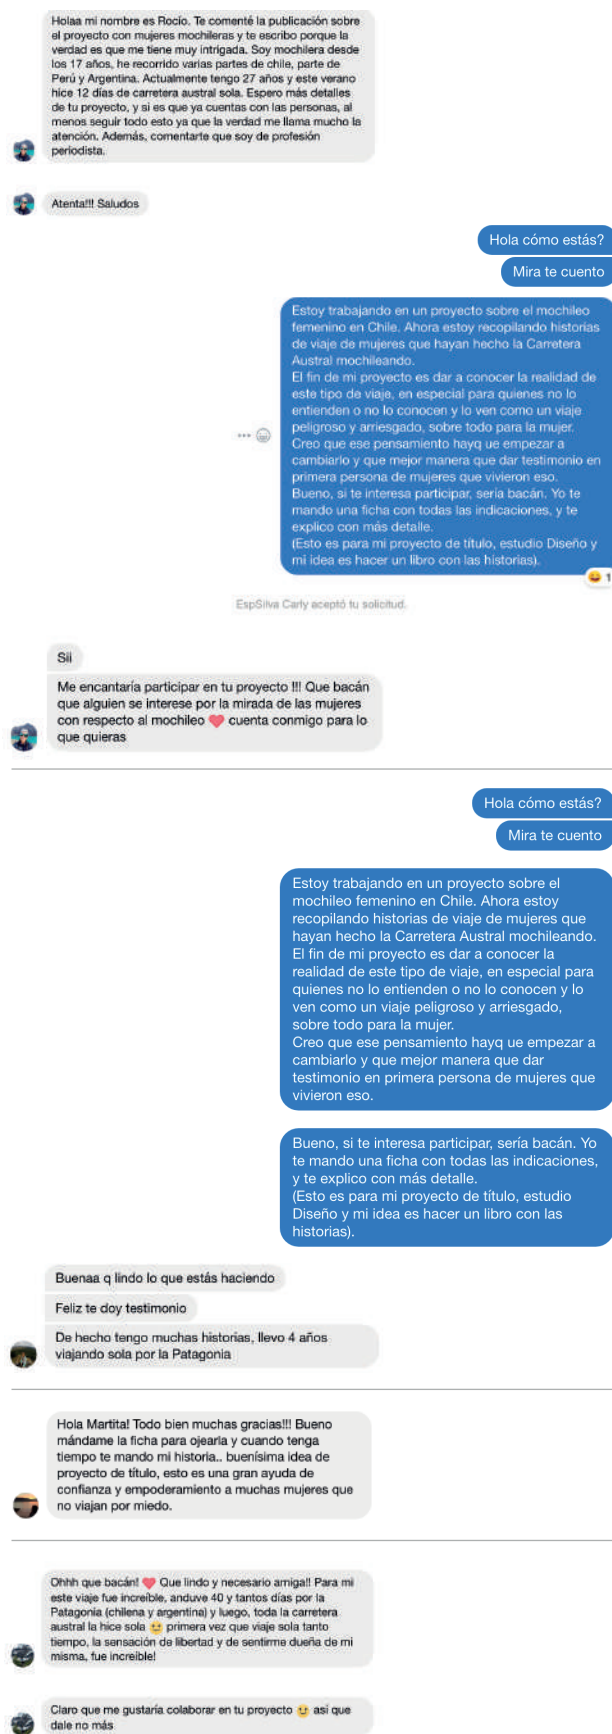 Holaa mi nombre es Rocío. Te comenté la publicación sobre
el proyecto con mujeres mochileras y te escribo porque la
verdad es que me tiene muy intrigada. Soy mochilera desde
los 17 años, he recorrido varias partes de chile, parte de
Perú y Argentina. Actualmente tengo 27 años y este verano
hice 12 días de carretera austral sola. Espero más detalles
de tu proyecto, y si es que ya cuentas con las personas, al
menos seguir todo esto ya que la verdad me llama mucho la
atención. Además, comentarte que soy de profesión
periodista.
Atenta!!! Saludos
Hola cómo estás?
Mira te cuento
Estoy trabajando en un proyecto sobre el mochileo
femenino en Chile. Ahora estoy recopilando historias
de viaje de mujeres que hayan hecho la Carretera
Austral mochileando.
El fin de mi proyecto es dar a conocer la realidad de
este tipo de viaje, en especial para quienes no lo
entienden o no lo conocen y lo ven como un viaje
peligroso y arriesgado, sobre todo para la mujer.
Creo que ese pensamiento hayq ue empezar a
cambiarlo y que mejor manera que dar testimonio en
primera persona de mujeres que vivieron eso.
Bueno, si te interesa participar, sería bacán. Yo te
mando una ficha con todas las indicaciones, y te
explico con más detalle.
(Esto es para mi proyecto de título, estudio Diseño y
mi idea es hacer un libro con las historias).
😄 1
EspSilva Carly aceptó tu solicitud.
Sii
Me encantaría participar en tu proyecto !!! Que bacán
que alguien se interese por la mirada de las mujeres
con respecto al mochileo ❤️ cuenta conmigo para lo
que quieras
Hola cómo estás?
Mira te cuento
Estoy trabajando en un proyecto sobre el
mochileo femenino en Chile. Ahora estoy
recopilando historias de viaje de mujeres que
hayan hecho la Carretera Austral mochileando.
El fin de mi proyecto es dar a conocer la
realidad de este tipo de viaje, en especial para
quienes no lo entienden o no lo conocen y lo
ven como un viaje peligroso y arriesgado,
sobre todo para la mujer.
Creo que ese pensamiento hayq ue empezar a
cambiarlo y que mejor manera que dar
testimonio en primera persona de mujeres que
vivieron eso.
Bueno, si te interesa participar, sería bacán. Yo
te mando una ficha con todas las indicaciones,
y te explico con más detalle.
(Esto es para mi proyecto de título, estudio
Diseño y mi idea es hacer un libro con las
historias).
Buenaa q lindo lo que estás haciendo
Feliz te doy testimonio
De hecho tengo muchas historias, llevo 4 años
viajando sola por la Patagonia
Hola Martita! Todo bien muchas gracias!!! Bueno
mándame la ficha para ojearla y cuando tenga
tiempo te mando mi historia.. buenísima idea de
proyecto de título, esto es una gran ayuda de
confianza y empoderamiento a muchas mujeres que
no viajan por miedo.
Ohhh que bacán! ❤️ Que lindo y necesario amiga!! Para mi
este viaje fue increíble, anduve 40 y tantos días por la
Patagonia (chilena y argentina) y luego, toda la carretera
austral la hice sola 😉 primera vez que viaje sola tanto
tiempo, la sensación de libertad y de sentirme dueña de mi
misma, fue increíble!
Claro que me gustaría colaborar en tu proyecto 😉 así que
dale no más